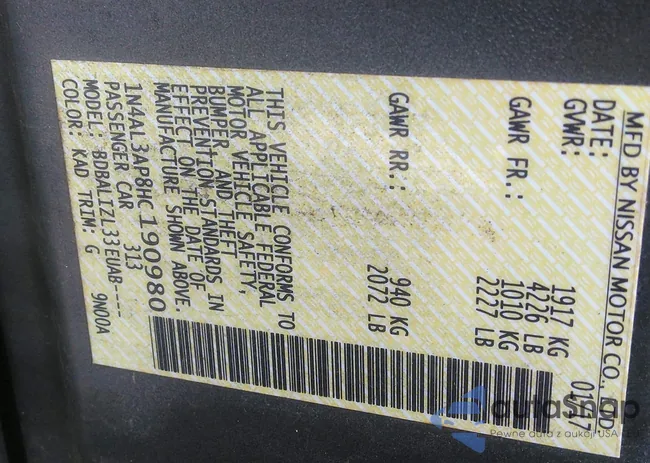 MFD BY NISSAN MOTOR CO., LTD
DATE: 01/17
GVWR: 1917 KG
4226 LB
GAWR FR.: 1010 KG
2227 LB
GAWR RR.: 940 KG
2072 LB
THIS VEHICLE CONFORMS TO
ALL APPLICABLE FEDERAL
MOTOR VEHICLE SAFETY,
BUMPER, AND THEFT
PREVENTION STANDARDS IN
EFFECT ON THE DATE OF
MANUFACTURE SHOWN ABOVE.
1N4AL3AP8HC190980
PASSENGER CAR 313
MODEL: BDBALTZL33EUAB----
COLOR: KAD TRIM: G 9N00A
autoSnap
Pewne auta z aukcji USA